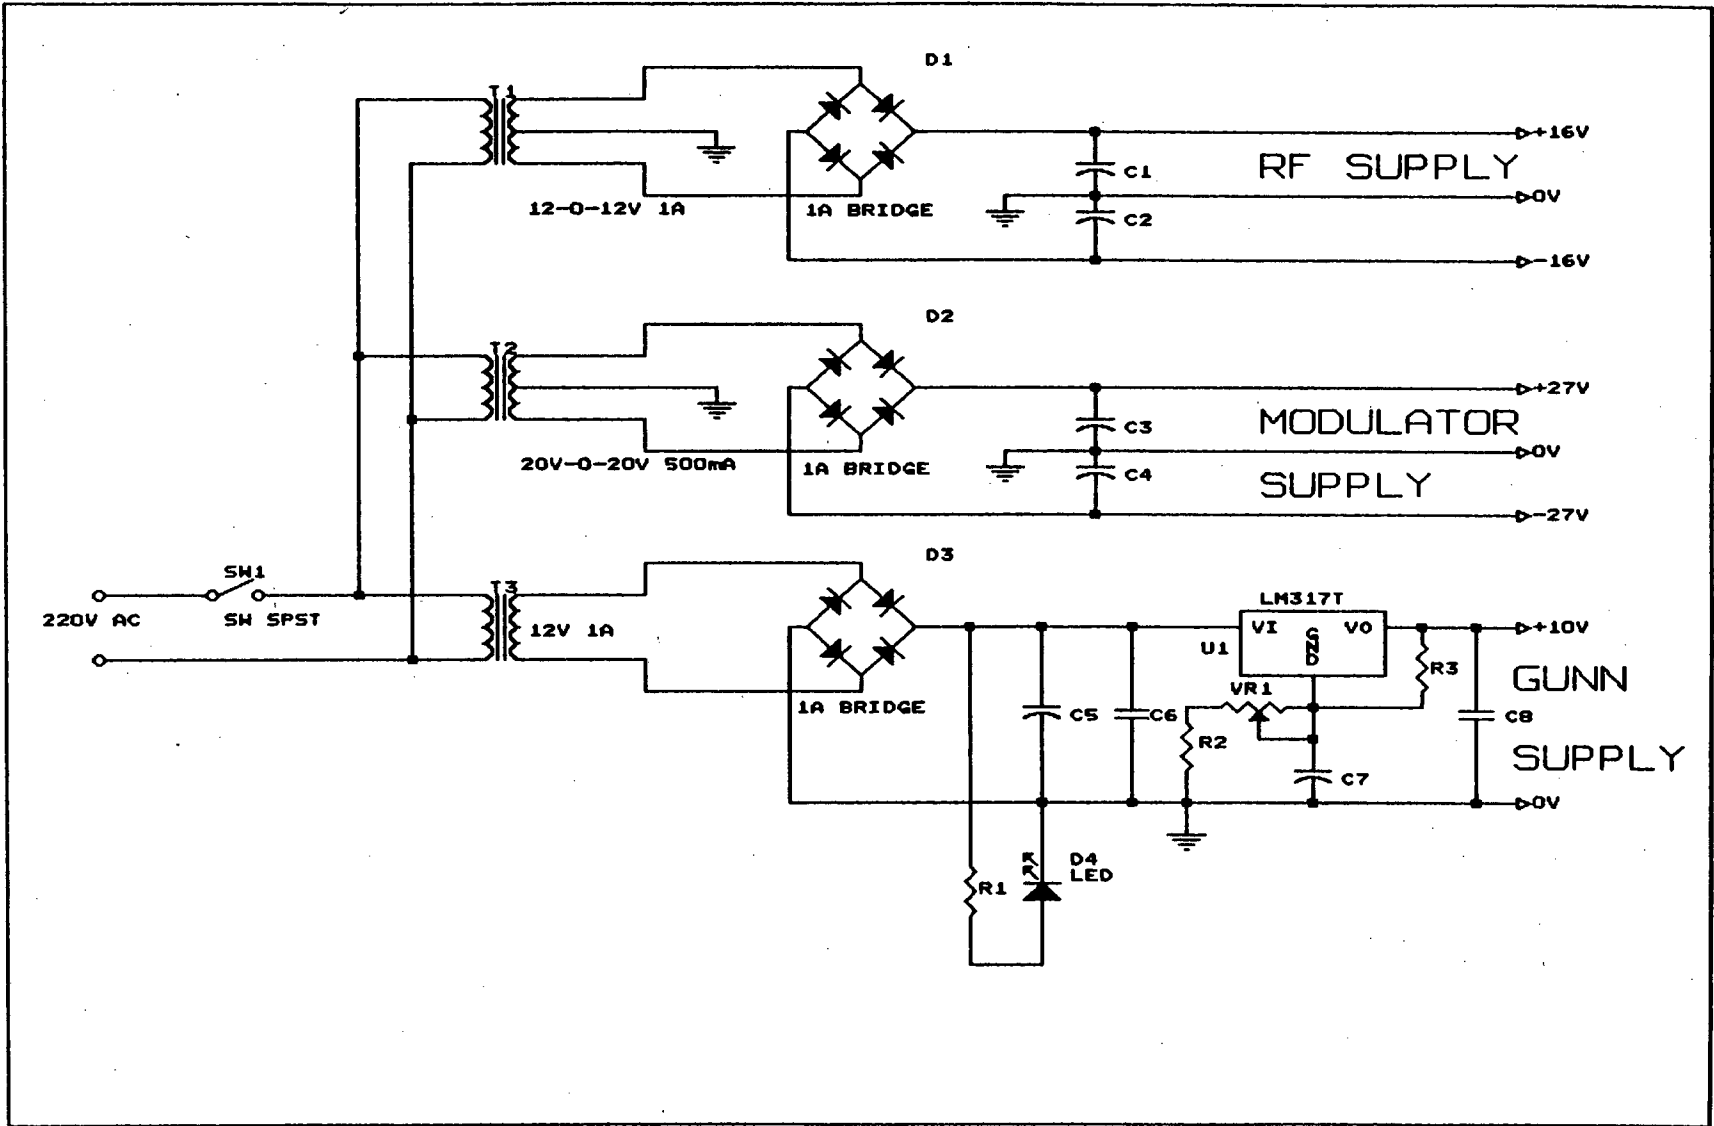 D1
T1
+16V
RF SUPPLY
C1
12-0-12V 1A
1A BRIDGE
0V
C2
-16V
D2
T2
+27V
MODULATOR
C3
20V-0-20V 500mA
1A BRIDGE
0V
C4
SUPPLY
-27V
D3
SW1
T3
LM317T
220V AC
SW SPST
12V 1A
VI
GND
VO
+10V
U1
R3
GUNN
VR1
1A BRIDGE
C5
C6
C8
R2
SUPPLY
C7
0V
D4
LED
R1